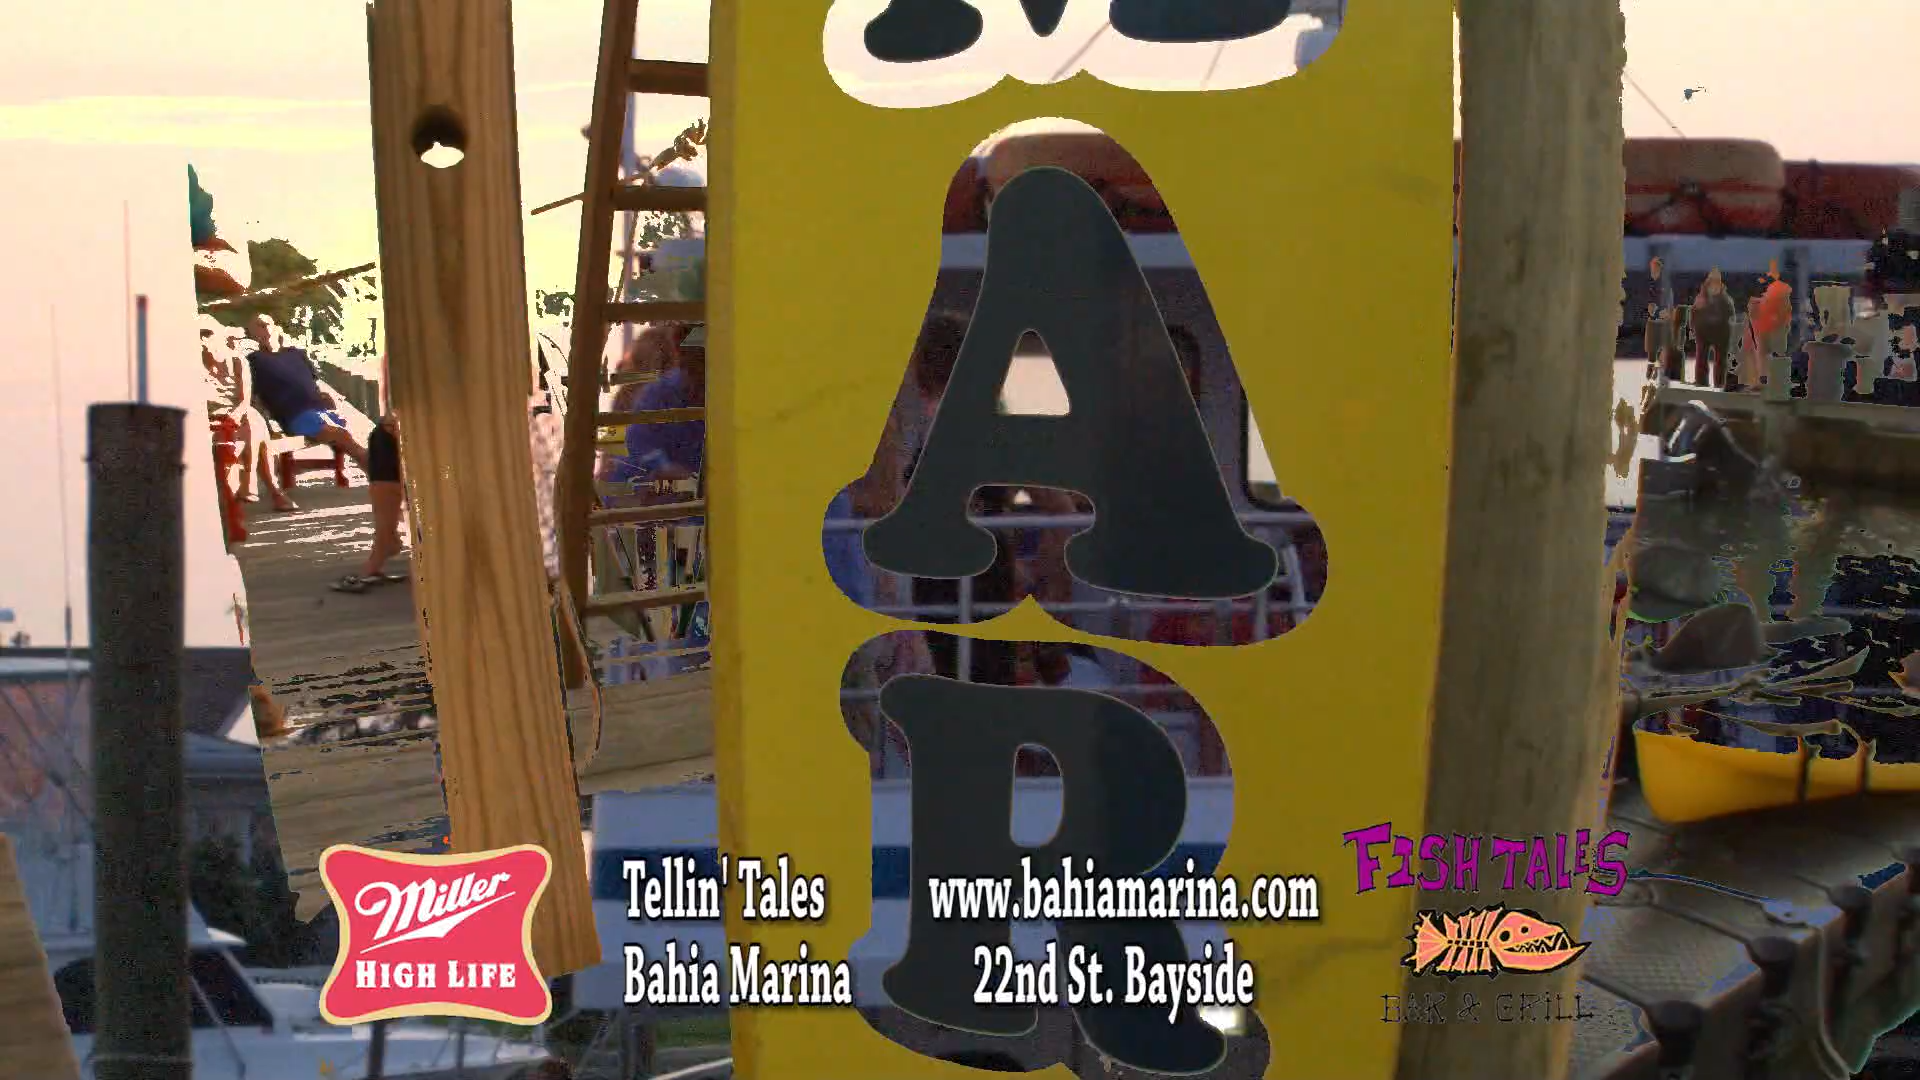 M
A
R
Miller
HIGH LIFE
Tellin' Tales
Bahia Marina
www.bahiamarina.com
22nd St. Bayside
FISH TALES
BAR & GRILL